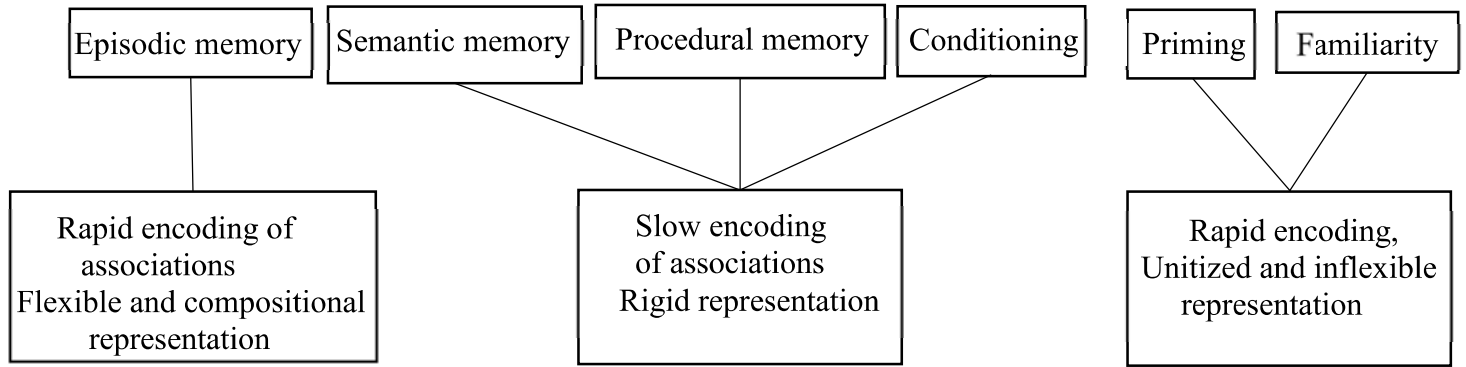 Episodic memory
Semantic memory
Procedural memory
Conditioning
Priming
Familiarity
Rapid encoding of
associations
Flexible and compositional
representation
Slow encoding
of associations
Rigid representation
Rapid encoding,
Unitized and inflexible
representation